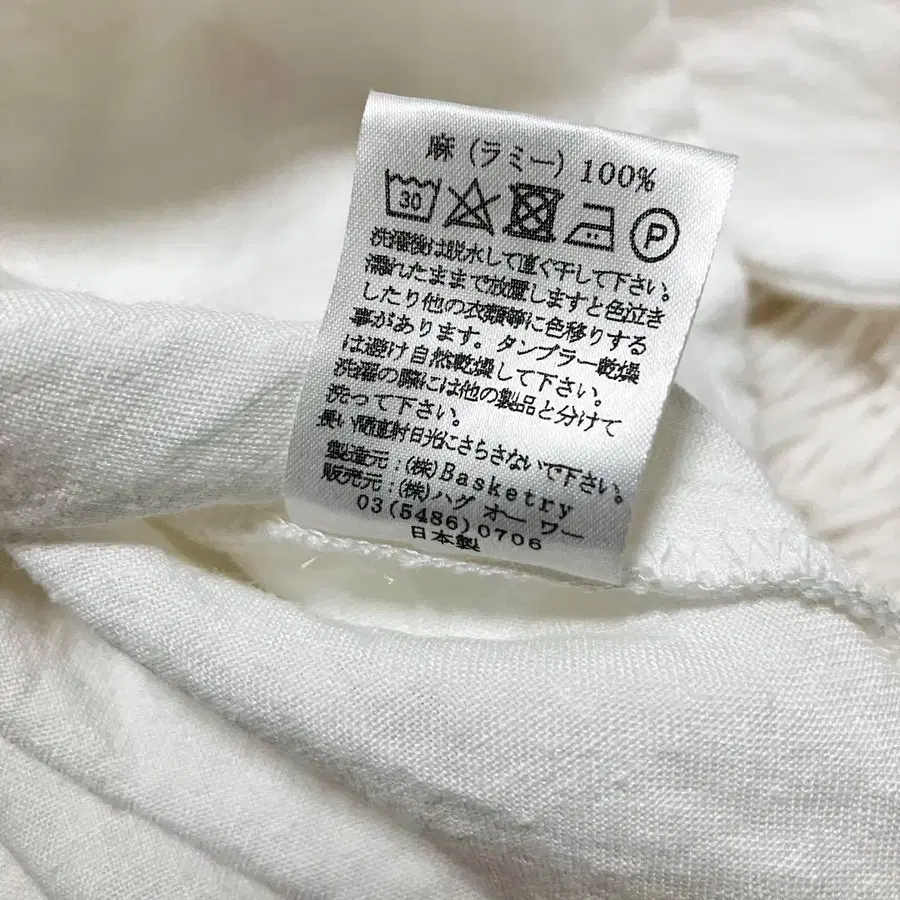 麻 (ラミー) 100%
30 P
洗濯後は脱水して直ぐ干して下さい。
濡れたままで放置しますと色泣き
したり他の衣類等に色移りする
事があります。タンブラー乾燥
は避け自然乾燥して下さい。
洗濯の際には他の製品と分けて
洗って下さい。
長い間直射日光にさらさないで下さい。
製造元:(株)Basketry
販売元:(株)ハグ オー ワー
03(5486)0706
日本製